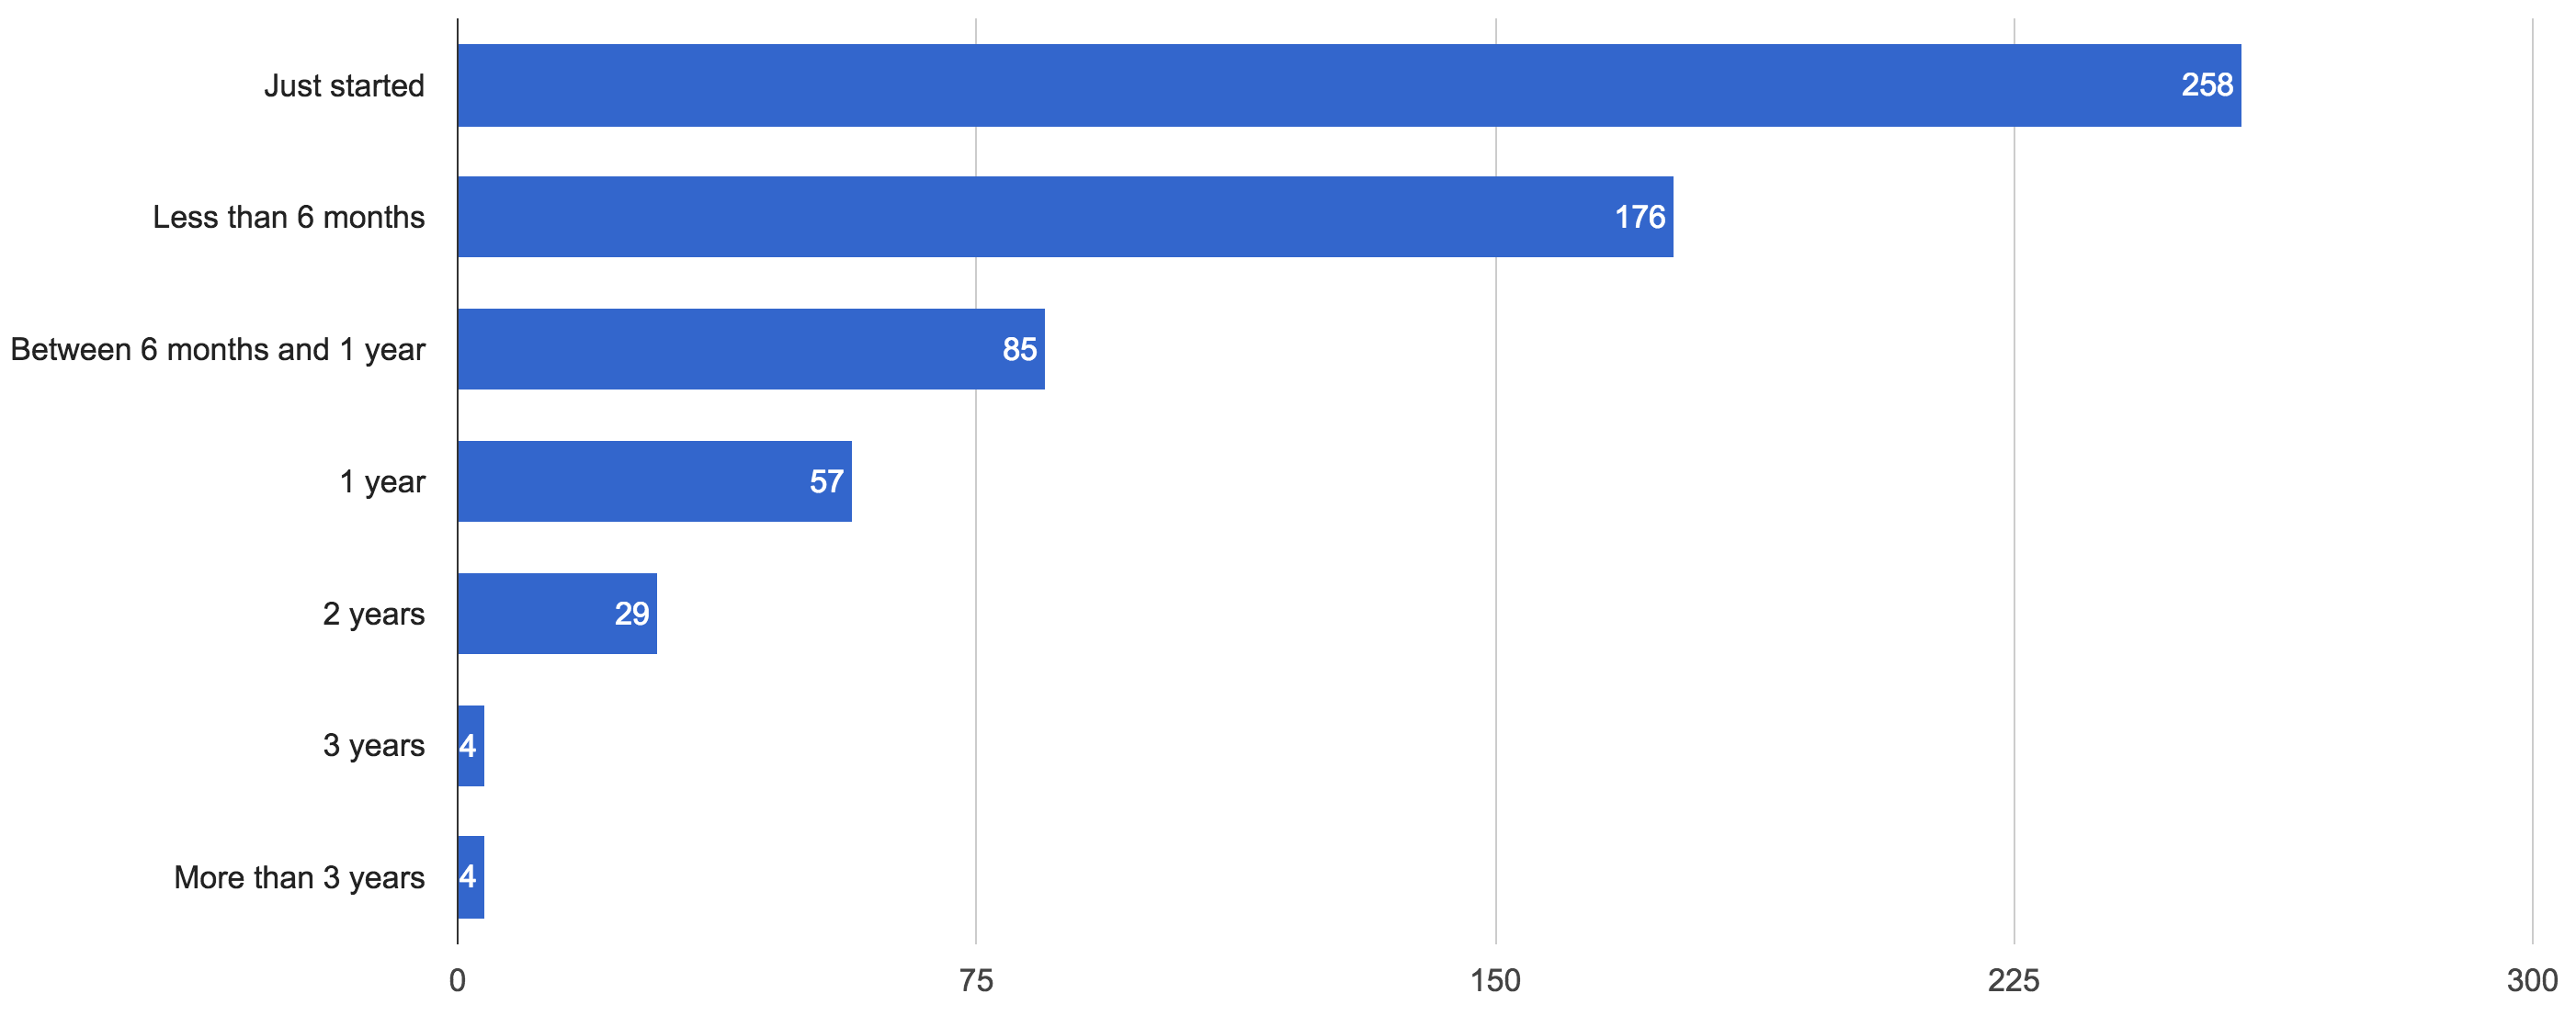 Just started 258
Less than 6 months 176
Between 6 months and 1 year 85
1 year 57
2 years 29
3 years 4
More than 3 years 4
0 75 150 225 300